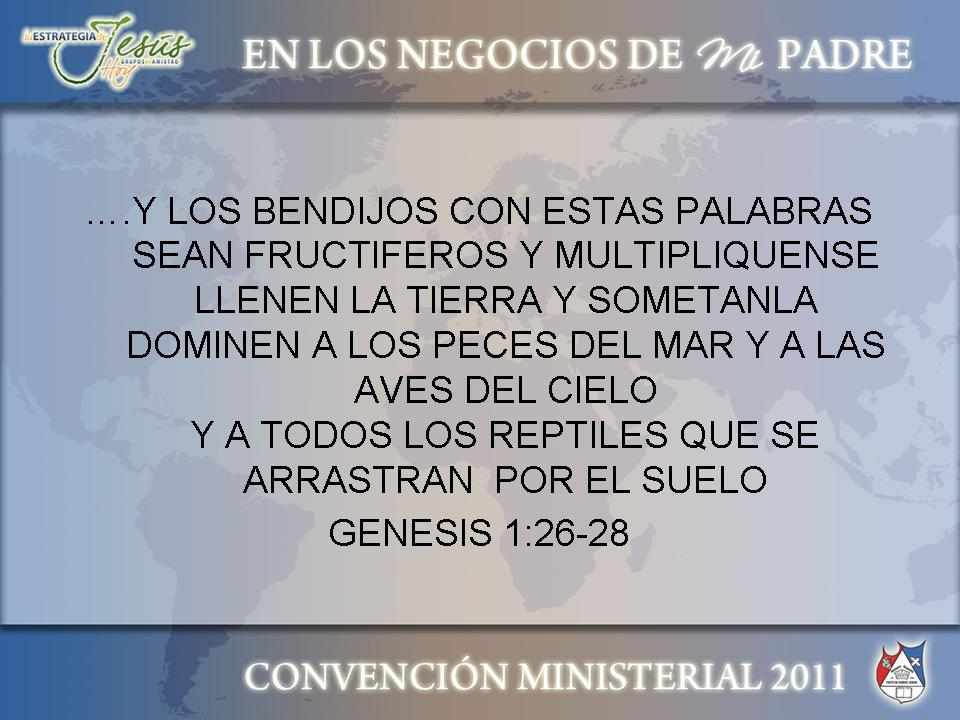 la ESTRATEGIA de
Jesús
GRUPOS de AMISTAD
Hoy
EN LOS NEGOCIOS DE Mi PADRE
….Y LOS BENDIJOS CON ESTAS PALABRAS
SEAN FRUCTIFEROS Y MULTIPLIQUENSE
LLENEN LA TIERRA Y SOMETANLA
DOMINEN A LOS PECES DEL MAR Y A LAS
AVES DEL CIELO
Y A TODOS LOS REPTILES QUE SE
ARRASTRAN POR EL SUELO
GENESIS 1:26-28
CONVENCIÓN MINISTERIAL 2011